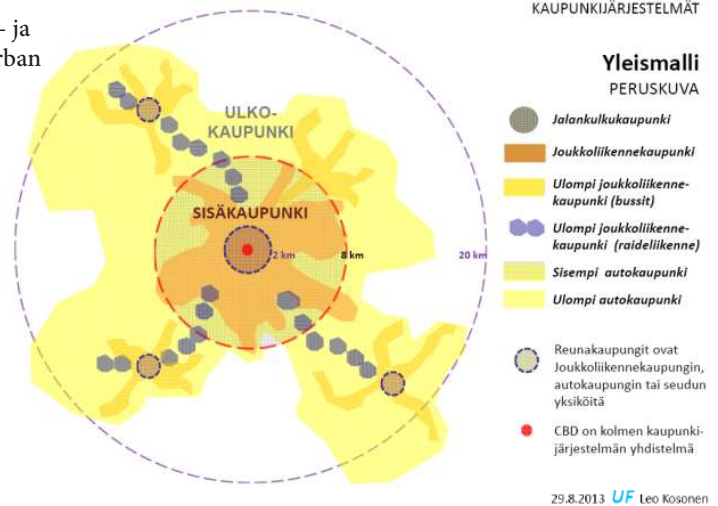 - ja
rban
KAUPUNKIJÄRJESTELMÄT
Yleismalli
PERUSKUVA
ULKO-
KAUPUNKI
SISÄKAUPUNKI
2 km
8 km
20 km
Jalankulkukaupunki
Joukkoliikennekaupunki
Ulompi joukkoliikenne-
kaupunki (bussit)
Ulompi joukkoliikenne-
kaupunki (raideliikenne)
Sisempi autokaupunki
Ulompi autokaupunki
Reunakaupungit ovat
Joukkoliikennekaupungin,
autokaupungin tai seudun
yksiköitä
CBD on kolmen kaupunki-
järjestelmän yhdistelmä
29.8.2013 UF Leo Kosonen